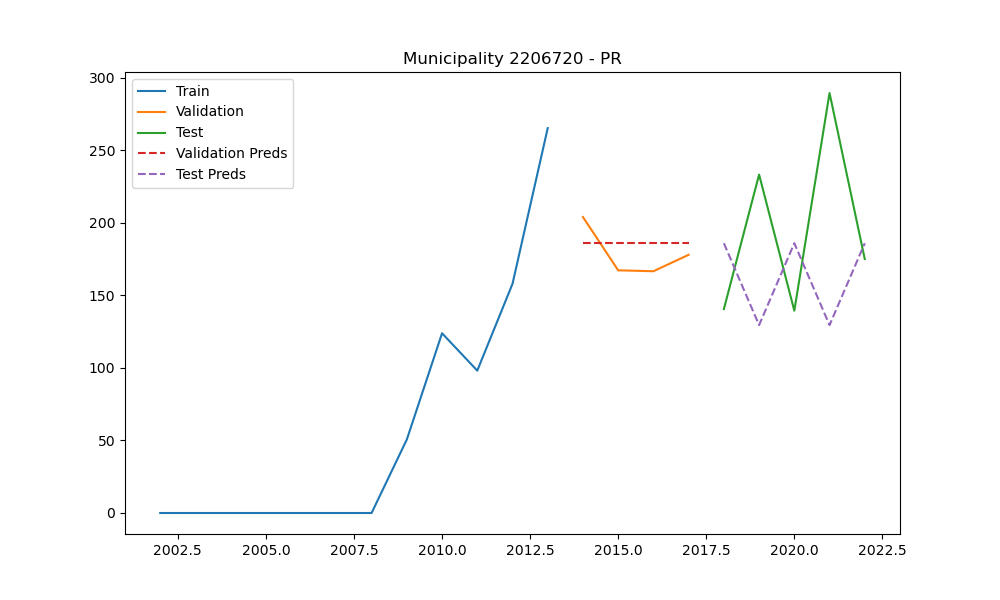 Municipality 2206720 - PR
Train
Validation
Test
Validation Preds
Test Preds
300
250
200
150
100
50
0
2002.5 2005.0 2007.5 2010.0 2012.5 2015.0 2017.5 2020.0 2022.5